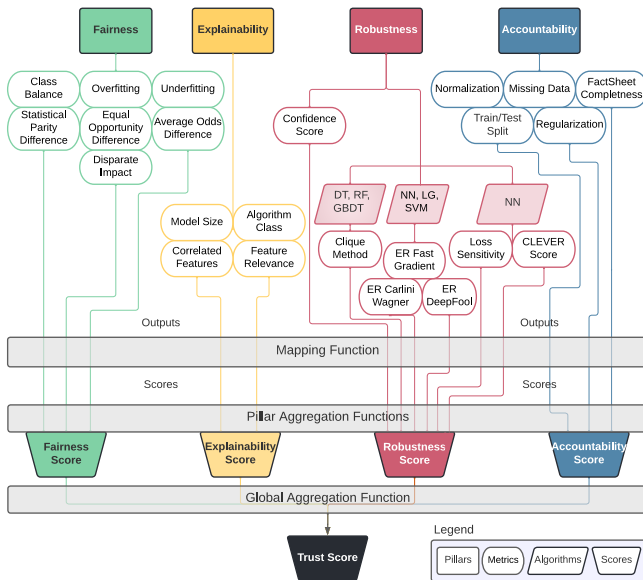 Fairness
Explainability
Robustness
Accountability
Class
Balance
Overfitting
Underfitting
Statistical
Parity
Difference
Equal
Opportunity
Difference
Average Odds
Difference
Disparate
Impact
Model Size
Algorithm
Class
Correlated
Features
Feature
Relevance
Confidence
Score
DT, RF,
GBDT
NN, LG,
SVM
NN
Clique
Method
ER Fast
Gradient
Loss
Sensitivity
CLEVER
Score
ER Carlini
Wagner
ER
DeepFool
Normalization
Missing Data
FactSheet
Completness
Train/Test
Split
Regularization
Outputs
Outputs
Mapping Function
Scores
Scores
Pillar Aggregation Functions
Fairness
Score
Explainability
Score
Robustness
Score
Accountability
Score
Global Aggregation Function
Trust Score
Legend
Pillars
Metrics
Algorithms
Scores